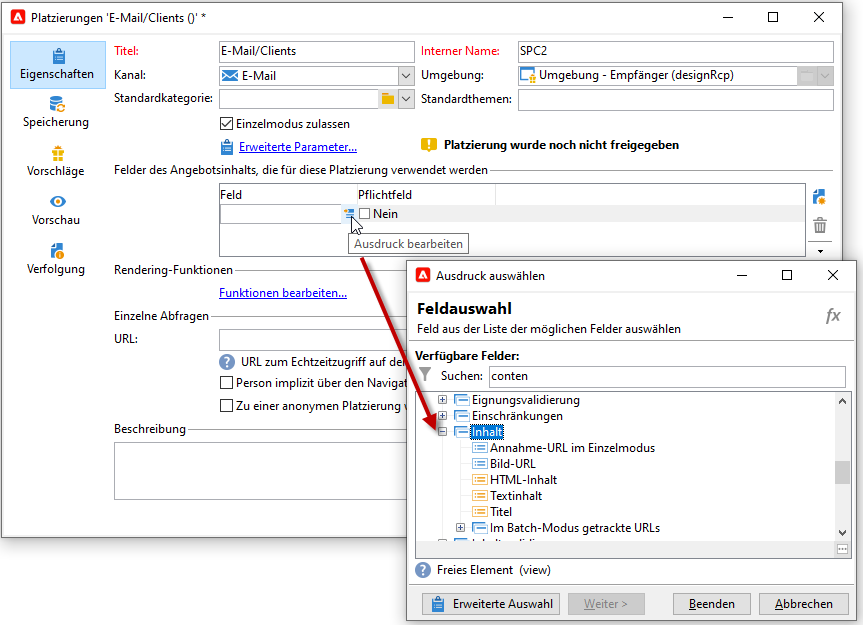 Platzierungen 'E-Mail/Clients ()' *
Eigenschaften
Speicherung
Vorschläge
Vorschau
Verfolgung
Titel: E-Mail/Clients Interner Name: SPC2
Kanal: E-Mail Umgebung: Umgebung - Empfänger (designRcp)
Standardkategorie: Standardthemen:
Einzelmodus zulassen
Erweiterte Parameter... Platzierung wurde noch nicht freigegeben
Felder des Angebotsinhalts, die für diese Platzierung verwendet werden
Feld Pflichtfeld
Nein
Ausdruck bearbeiten
Rendering-Funktionen
Funktionen bearbeiten...
Einzelne Abfragen
URL:
URL zum Echtzeitzugriff auf der
Person implizit über den Navigat
Zu einer anonymen Platzierung
Beschreibung
Ausdruck auswählen
Feldauswahl
Feld aus der Liste der möglichen Felder auswählen
fx
Verfügbare Felder:
Suchen: conten
Eignungsvalidierung
Einschränkungen
Inhalt
Annahme-URL im Einzelmodus
Bild-URL
HTML-Inhalt
Textinhalt
Titel
Im Batch-Modus getrackte URLs
Freies Element (view)
Erweiterte Auswahl Weiter > Beenden Abbrechen